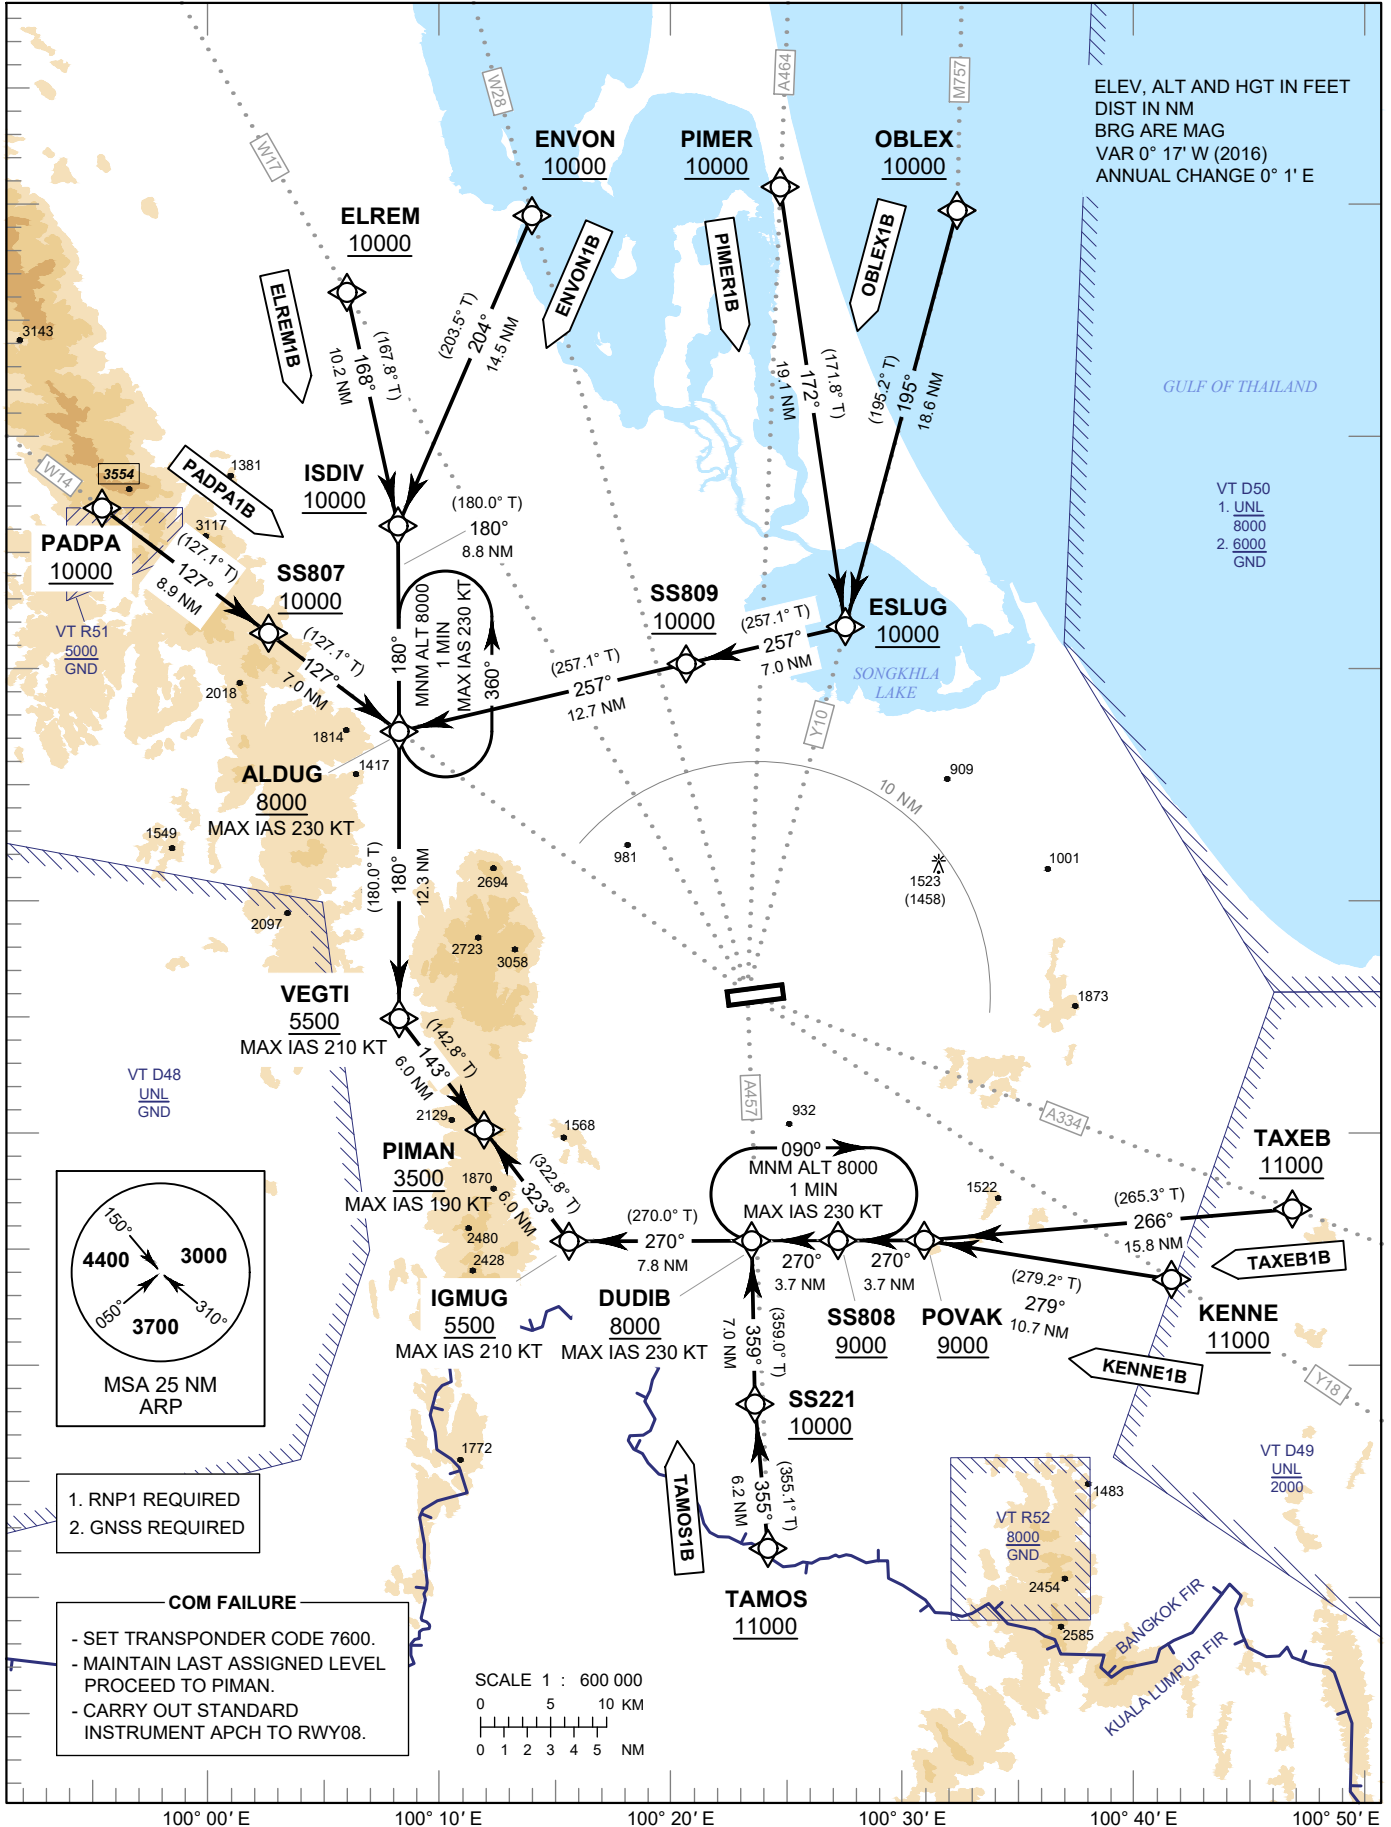 ELEV, ALT AND HGT IN FEET
DIST IN NM
BRG ARE MAG
VAR 0° 17' W (2016)
ANNUAL CHANGE 0° 1' E
W17
W28
A464
M757
ENVON
10000
PIMER
10000
OBLEX
10000
ELREM
10000
ELREM1B
ENVON1B
PIMER1B
OBLEX1B
(167.8° T)
168°
10.2 NM
(203.5° T)
204°
14.5 NM
(171.8° T)
172°
19.1 NM
(195.2° T)
195°
18.6 NM
GULF OF THAILAND
3143
W14
3554
1381
3117
PADPA1B
PADPA
10000
(127.1° T)
127°
8.9 NM
ISDIV
10000
(180.0° T)
180°
8.8 NM
VT D50
1. UNL
8000
2. 6000
GND
SS807
10000
(127.1° T)
127°
7.0 NM
VT R51
5000
GND
2018
1814
1417
180°
MNM ALT 8000
1 MIN
MAX IAS 230 KT
360°
SS809
10000
(257.1° T)
257°
12.7 NM
(257.1° T)
257°
7.0 NM
ESLUG
10000
SONGKHLA
LAKE
Y10
ALDUG
8000
MAX IAS 230 KT
10 NM
909
981
1523
(1458)
1001
1549
2097
2694
2723
3058
1873
(180.0° T)
180°
12.3 NM
VEGTI
5500
MAX IAS 210 KT
(142.8° T)
143°
6.0 NM
VT D48
UNL
GND
2129
1568
932
A457
A334
PIMAN
3500
MAX IAS 190 KT
1870
2480
2428
(322.8° T)
323°
6.0 NM
090°
MNM ALT 8000
1 MIN
MAX IAS 230 KT
1522
TAXEB
11000
(265.3° T)
266°
15.8 NM
TAXEB1B
(270.0° T)
270°
7.8 NM
270°
3.7 NM
270°
3.7 NM
(279.2° T)
279°
10.7 NM
KENNE
11000
KENNE1B
Y18
IGMUG
5500
MAX IAS 210 KT
DUDIB
8000
MAX IAS 230 KT
SS808
9000
POVAK
9000
(359.0° T)
359°
7.0 NM
SS221
10000
(355.1° T)
355°
6.2 NM
TAMOS1B
TAMOS
11000
150°
4400
3000
050°
310°
3700
MSA 25 NM
ARP
1772
VT D49
UNL
2000
1483
VT R52
8000
GND
2454
2585
BANGKOK FIR
KUALA LUMPUR FIR
1. RNP1 REQUIRED
2. GNSS REQUIRED
COM FAILURE
- SET TRANSPONDER CODE 7600.
- MAINTAIN LAST ASSIGNED LEVEL
PROCEED TO PIMAN.
- CARRY OUT STANDARD
INSTRUMENT APCH TO RWY08.
SCALE 1 : 600 000
0 5 10 KM
0 1 2 3 4 5 NM
100° 00' E
100° 10' E
100° 20' E
100° 30' E
100° 40' E
100° 50' E